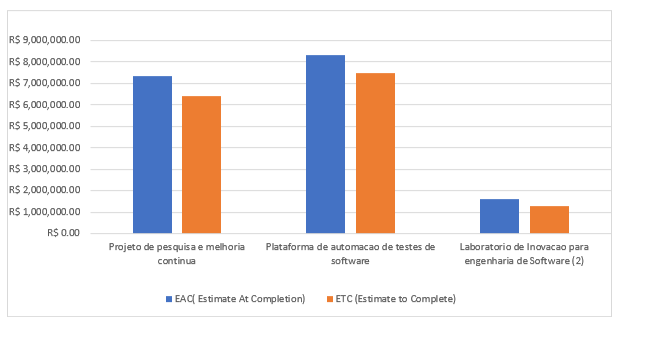 R$ 9,000,000.00
R$ 8,000,000.00
R$ 7,000,000.00
R$ 6,000,000.00
R$ 5,000,000.00
R$ 4,000,000.00
R$ 3,000,000.00
R$ 2,000,000.00
R$ 1,000,000.00
R$ 0.00
Projeto de pesquisa e melhoria
continua
Plataforma de automacao de testes de
software
Laboratorio de Inovacao para
engenharia de Software (2)
EAC( Estimate At Completion)
ETC (Estimate to Complete)